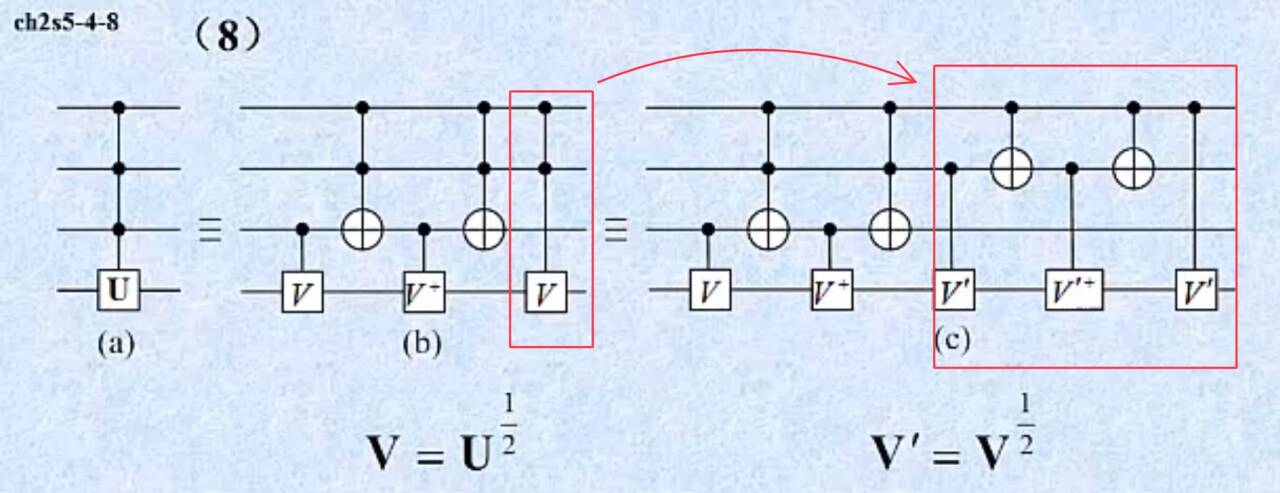 ch2s5-4-8
(8)
≡ ≡
U V V⁺ V V V⁺ V' V'⁺ V'
(a) (b) (c)
V = U^{1/2} V' = V^{1/2}